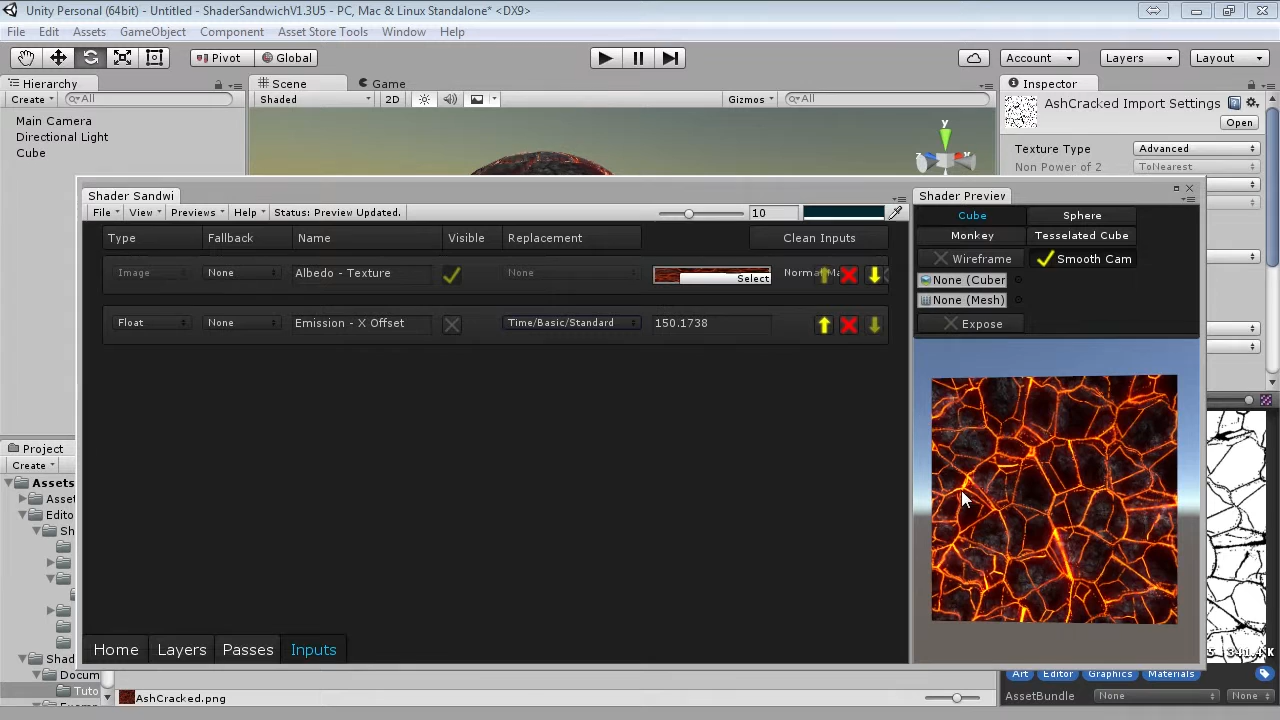 Unity Personal (64bit) - Untitled - ShaderSandwichV1.3U5 - PC, Mac & Linux Standalone* <DX9>
File Edit Assets GameObject Component Asset Store Tools Window Help
Pivot Global Account Layers Layout
Hierarchy Scene Game Inspector
Create All Shaded 2D Gizmos All
AshCracked Import Settings
Open
Main Camera
Directional Light
Cube
Texture Type Advanced
Non Power of 2 ToNearest
y
Shader Sandwi Shader Preview
File View Previews Help Status: Preview Updated. 10
Cube Sphere
Monkey Tesselated Cube
Type Fallback Name Visible Replacement Clean Inputs
Wireframe Smooth Cam
Image None Albedo - Texture None Select
None (Cuber
None (Mesh)
Float None Emission - X Offset Time/Basic/Standard 150.1738
Expose
Project
Create
Assets
Asset
Edito
Sh
Shad
Docum
Tuto
Home Layers Passes Inputs
Art Editor Graphics Materials
AshCracked.png
AssetBundle None None